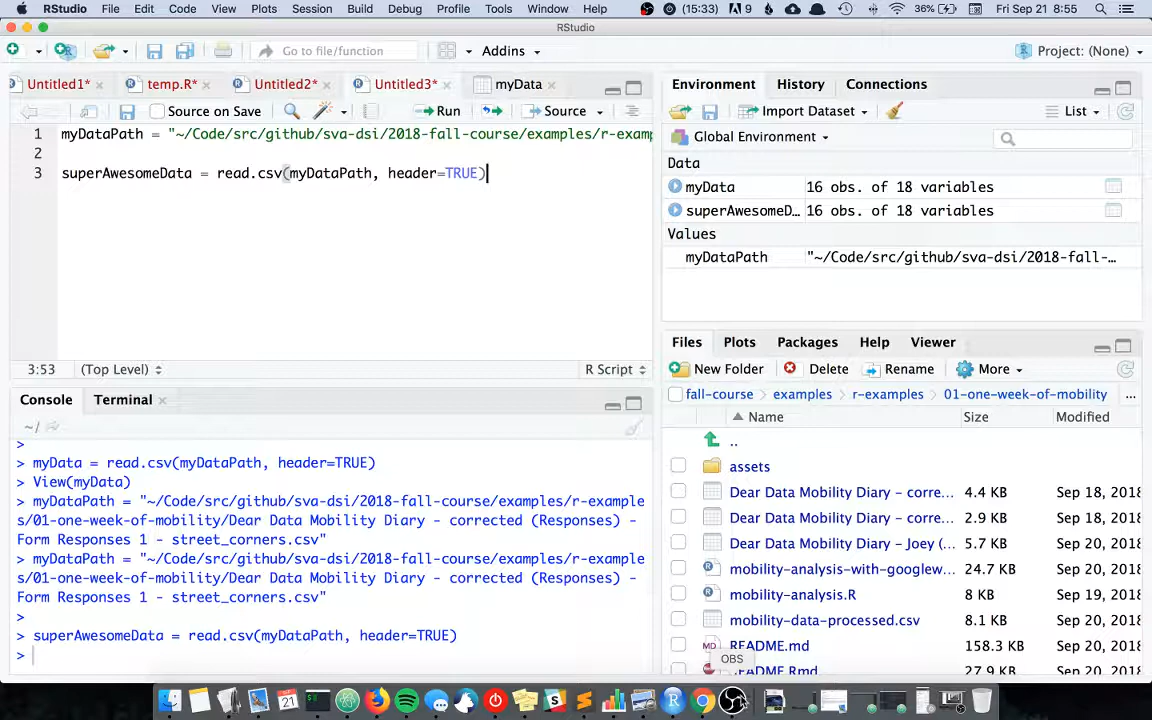 RStudio File Edit Code View Plots Session Build Debug Profile Tools Window Help (15:33) 9 36% Fri Sep 21 8:55
RStudio
Go to file/function Addins Project: (None)
Untitled1* temp.R* Untitled2* Untitled3* myData
Source on Save Run Source
1 myDataPath = "~/Code/src/github/sva-dsi/2018-fall-course/examples/r-examp
2
3 superAwesomeData = read.csv(myDataPath, header=TRUE)
3:53 (Top Level) R Script
Console Terminal
~/
>
> myData = read.csv(myDataPath, header=TRUE)
> View(myData)
> myDataPath = "~/Code/src/github/sva-dsi/2018-fall-course/examples/r-example
s/01-one-week-of-mobility/Dear Data Mobility Diary - corrected (Responses) -
Form Responses 1 - street_corners.csv"
> myDataPath = "~/Code/src/github/sva-dsi/2018-fall-course/examples/r-example
s/01-one-week-of-mobility/Dear Data Mobility Diary - corrected (Responses) -
Form Responses 1 - street_corners.csv"
>
> superAwesomeData = read.csv(myDataPath, header=TRUE)
>
Environment History Connections
Import Dataset List
Global Environment
Data
myData 16 obs. of 18 variables
superAwesomeD… 16 obs. of 18 variables
Values
myDataPath "~/Code/src/github/sva-dsi/2018-fall-…
Files Plots Packages Help Viewer
New Folder Delete Rename More
fall-course examples r-examples 01-one-week-of-mobility ...
Name Size Modified
..
assets
Dear Data Mobility Diary - corre... 4.4 KB Sep 18, 2018
Dear Data Mobility Diary - corre... 2.9 KB Sep 18, 2018
Dear Data Mobility Diary - Joey (... 5.7 KB Sep 20, 2018
mobility-analysis-with-googlew... 24.7 KB Sep 20, 2018
mobility-analysis.R 8 KB Sep 19, 2018
mobility-data-processed.csv 8.1 KB Sep 20, 2018
README.md 158.3 KB Sep 20, 2018
README.Rmd 27.9 KB Sep 20, 2018
OBS